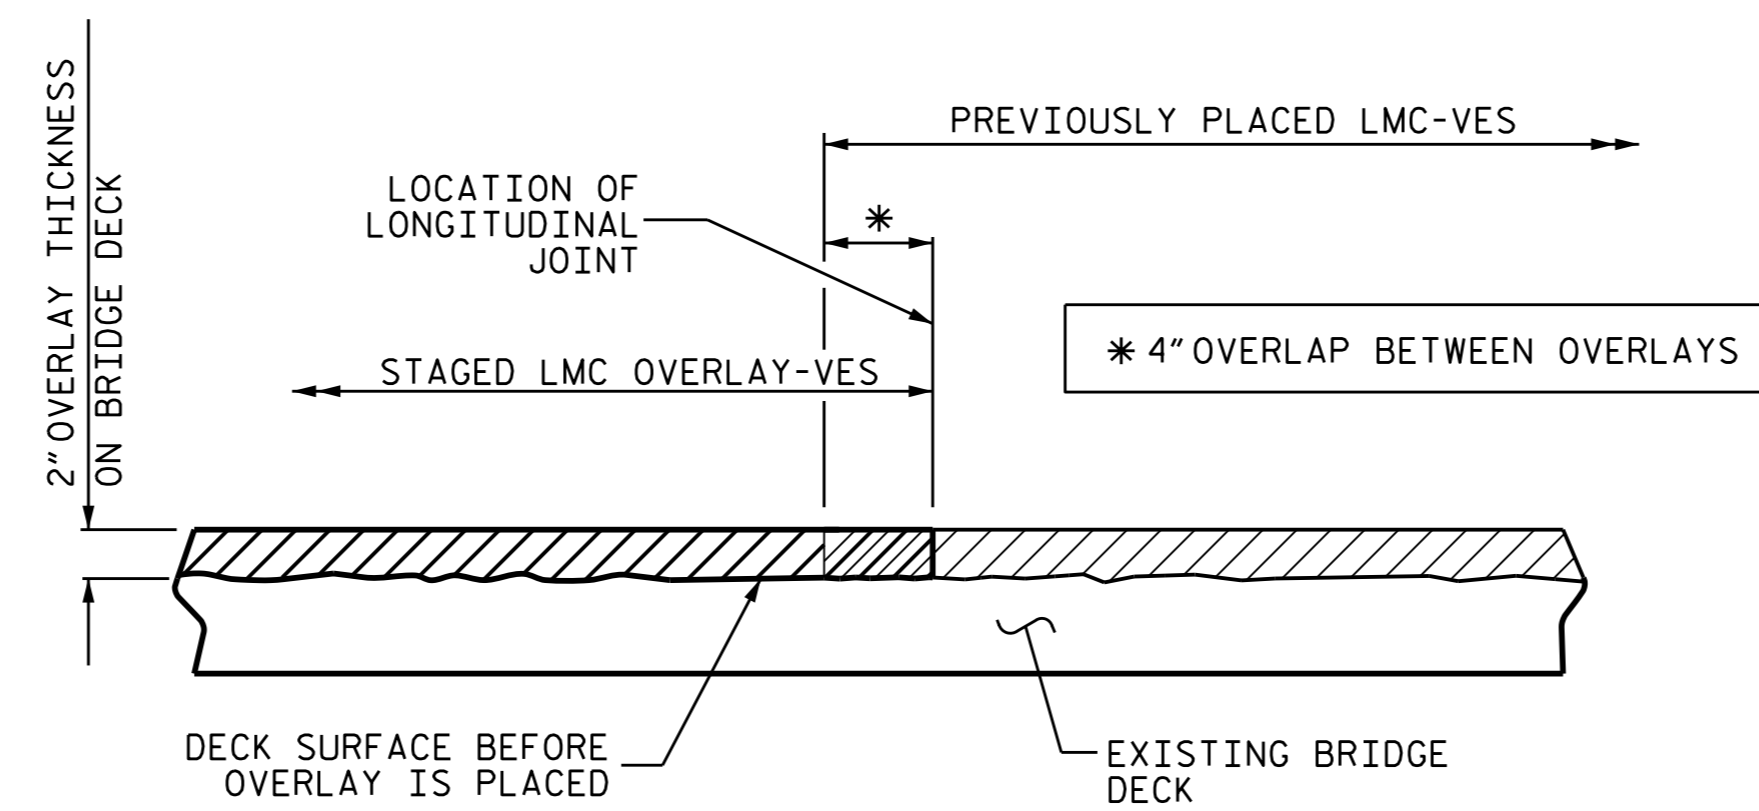 2" OVERLAY THICKNESS
ON BRIDGE DECK
PREVIOUSLY PLACED LMC-VES
LOCATION OF
LONGITUDINAL
JOINT
*
* 4" OVERLAP BETWEEN OVERLAYS
STAGED LMC OVERLAY-VES
DECK SURFACE BEFORE
OVERLAY IS PLACED
EXISTING BRIDGE
DECK